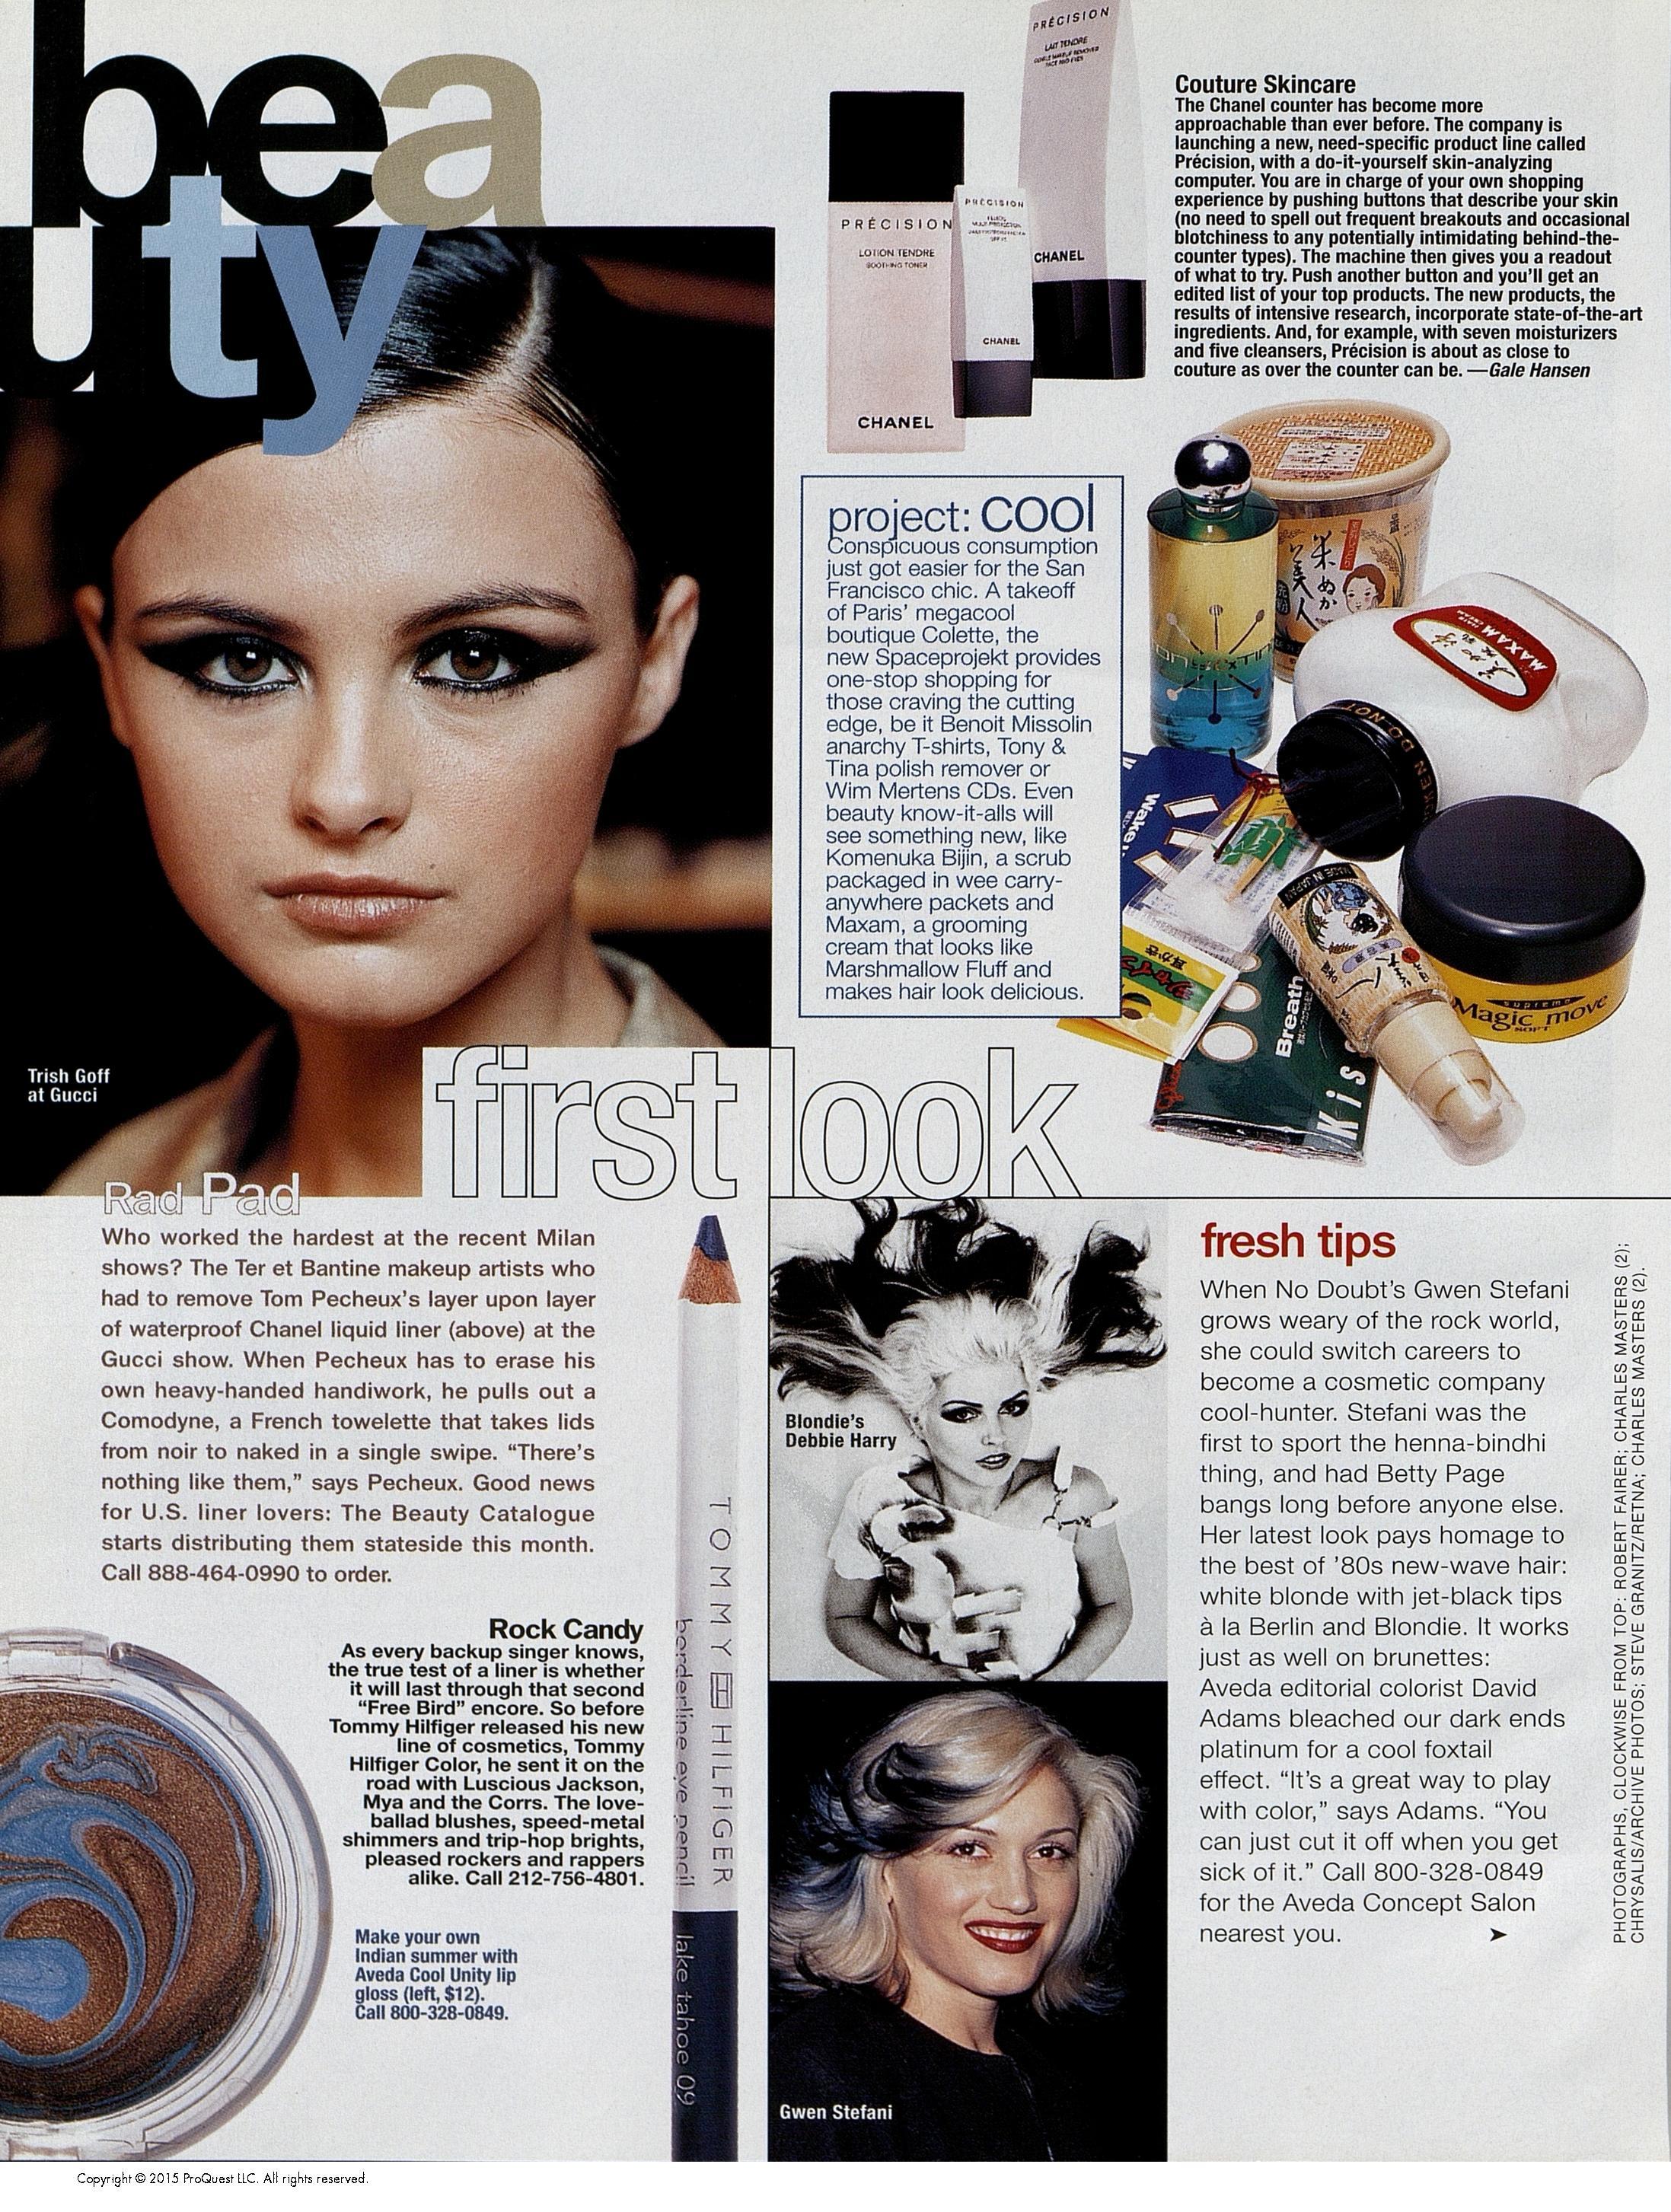 beauty
PRÉCISION
LAIT TENDRE
GENTLE MAKEUP REMOVER
FACE AND EYES
CHANEL
PRÉCISION
LOTION TENDRE
SOOTHING TONER
CHANEL
PRÉCISION
CHANEL
Couture Skincare
The Chanel counter has become more
approachable than ever before. The company is
launching a new, need-specific product line called
Précision, with a do-it-yourself skin-analyzing
computer. You are in charge of your own shopping
experience by pushing buttons that describe your skin
(no need to spell out frequent breakouts and occasional
blotchiness to any potentially intimidating behind-the-
counter types). The machine then gives you a readout
of what to try. Push another button and you’ll get an
edited list of your top products. The new products, the
results of intensive research, incorporate state-of-the-art
ingredients. And, for example, with seven moisturizers
and five cleansers, Précision is about as close to
couture as over the counter can be. —Gale Hansen
project: cool
Conspicuous consumption
just got easier for the San
Francisco chic. A takeoff
of Paris’ megacool
boutique Colette, the
new Spaceprojekt provides
one-stop shopping for
those craving the cutting
edge, be it Benoit Missolin
anarchy T-shirts, Tony &
Tina polish remover or
Wim Mertens CDs. Even
beauty know-it-alls will
see something new, like
Komenuka Bijin, a scrub
packaged in wee carry-
anywhere packets and
Maxam, a grooming
cream that looks like
Marshmallow Fluff and
makes hair look delicious.
米ぬか
美人
MAXAM
MADE IN JAPAN
supreme
Magic move
SOFT
Breath
Kiss
Trish Goff
at Gucci
first look
Rad Pad
Who worked the hardest at the recent Milan
shows? The Ter et Bantine makeup artists who
had to remove Tom Pecheux’s layer upon layer
of waterproof Chanel liquid liner (above) at the
Gucci show. When Pecheux has to erase his
own heavy-handed handiwork, he pulls out a
Comodyne, a French towelette that takes lids
from noir to naked in a single swipe. “There’s
nothing like them,” says Pecheux. Good news
for U.S. liner lovers: The Beauty Catalogue
starts distributing them stateside this month.
Call 888-464-0990 to order.
Rock Candy
As every backup singer knows,
the true test of a liner is whether
it will last through that second
“Free Bird” encore. So before
Tommy Hilfiger released his new
line of cosmetics, Tommy
Hilfiger Color, he sent it on the
road with Luscious Jackson,
Mya and the Corrs. The love-
ballad blushes, speed-metal
shimmers and trip-hop brights,
pleased rockers and rappers
alike. Call 212-756-4801.
Make your own
Indian summer with
Aveda Cool Unity lip
gloss (left, $12).
Call 800-328-0849.
TOMMY HILFIGER
borderline eye pencil
lake tahoe 09
Blondie’s
Debbie Harry
Gwen Stefani
fresh tips
When No Doubt’s Gwen Stefani
grows weary of the rock world,
she could switch careers to
become a cosmetic company
cool-hunter. Stefani was the
first to sport the henna-bindhi
thing, and had Betty Page
bangs long before anyone else.
Her latest look pays homage to
the best of ’80s new-wave hair:
white blonde with jet-black tips
à la Berlin and Blondie. It works
just as well on brunettes:
Aveda editorial colorist David
Adams bleached our dark ends
platinum for a cool foxtail
effect. “It’s a great way to play
with color,” says Adams. “You
can just cut it off when you get
sick of it.” Call 800-328-0849
for the Aveda Concept Salon
nearest you.
PHOTOGRAPHS, CLOCKWISE FROM TOP: ROBERT FAIRER; CHARLES MASTERS (2);
CHRYSALIS/ARCHIVE PHOTOS; STEVE GRANITZ/RETNA; CHARLES MASTERS (2).
Copyright © 2015 ProQuest LLC. All rights reserved.